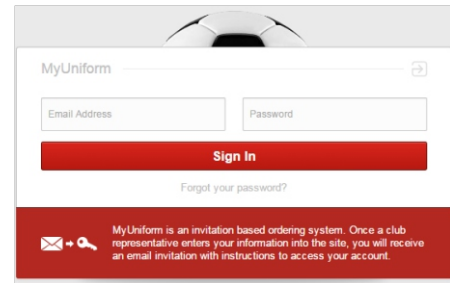 MyUniform
Email Address
Password
Sign In
Forgot your password?
MyUniform is an invitation based ordering system. Once a club
representative enters your information into the site, you will receive
an email invitation with instructions to access your account.